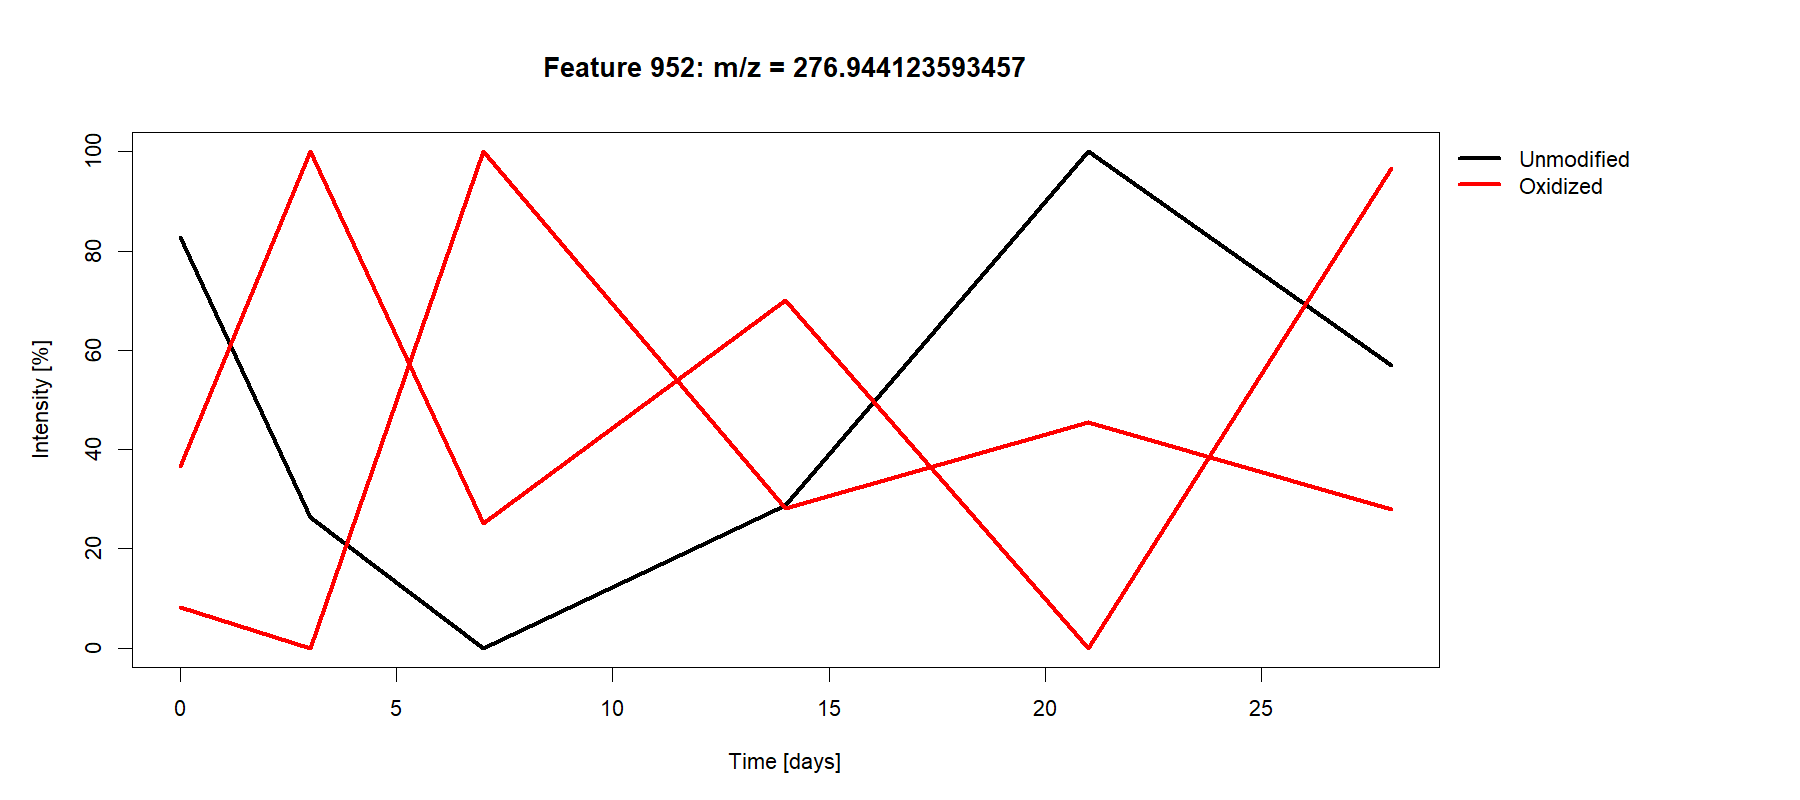 Feature 952: m/z = 276.944123593457
Unmodified
Oxidized
Intensity [%]
100
80
60
40
20
0
0 5 10 15 20 25
Time [days]